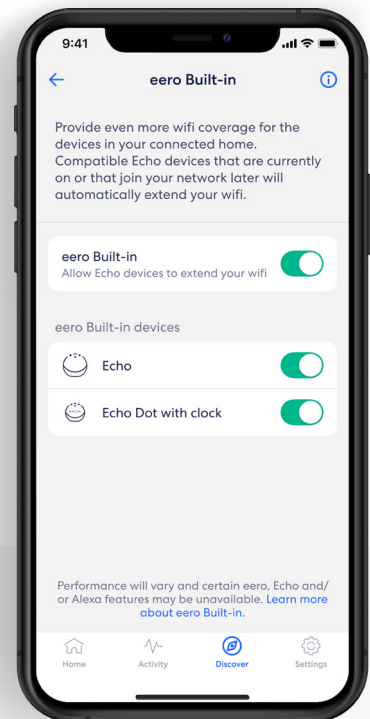 9:41
eero Built-in
Provide even more wifi coverage for the
devices in your connected home.
Compatible Echo devices that are currently
on or that join your network later will
automatically extend your wifi.
eero Built-in
Allow Echo devices to extend your wifi
eero Built-in devices
Echo
Echo Dot with clock
Performance will vary and certain eero, Echo and/
or Alexa features may be unavailable. Learn more
about eero Built-in.
Home Activity Discover Settings